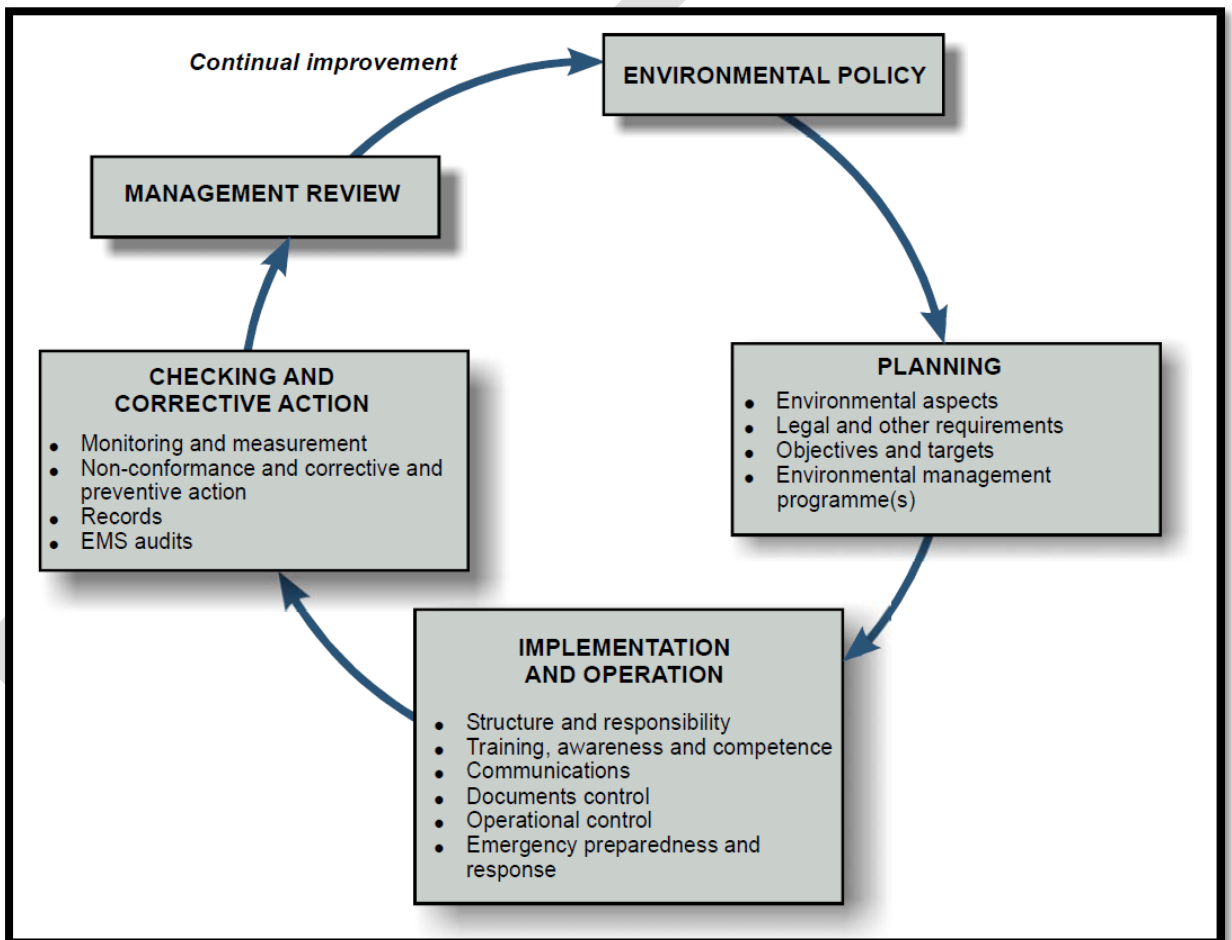 Continual improvement
ENVIRONMENTAL POLICY
MANAGEMENT REVIEW
PLANNING
● Environmental aspects
● Legal and other requirements
● Objectives and targets
● Environmental management
programme(s)
CHECKING AND
CORRECTIVE ACTION
● Monitoring and measurement
● Non-conformance and corrective and
preventive action
● Records
● EMS audits
IMPLEMENTATION
AND OPERATION
● Structure and responsibility
● Training, awareness and competence
● Communications
● Documents control
● Operational control
● Emergency preparedness and
response